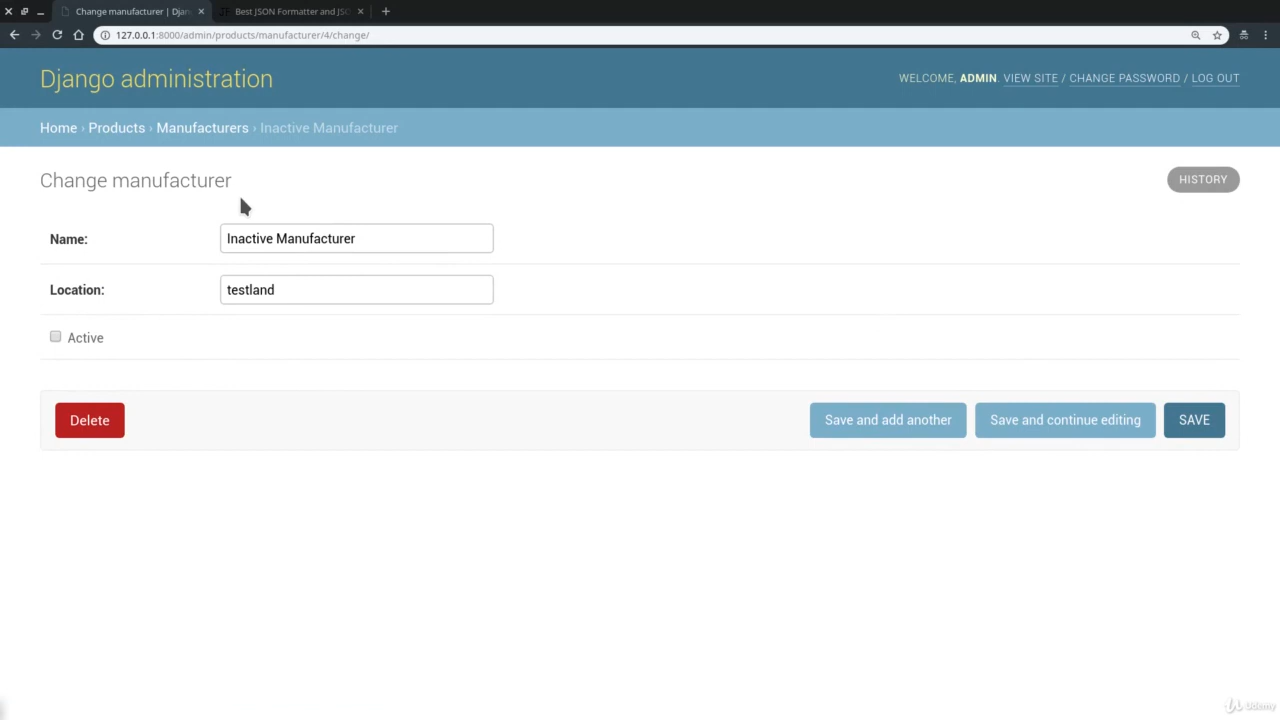 Change manufacturer | Djan
Best JSON Formatter and JSO
127.0.0.1:8000/admin/products/manufacturer/4/change/
Django administration
WELCOME, ADMIN. VIEW SITE / CHANGE PASSWORD / LOG OUT
Home › Products › Manufacturers › Inactive Manufacturer
Change manufacturer
HISTORY
Name:
Inactive Manufacturer
Location:
testland
Active
Delete
Save and add another
Save and continue editing
SAVE
Udemy